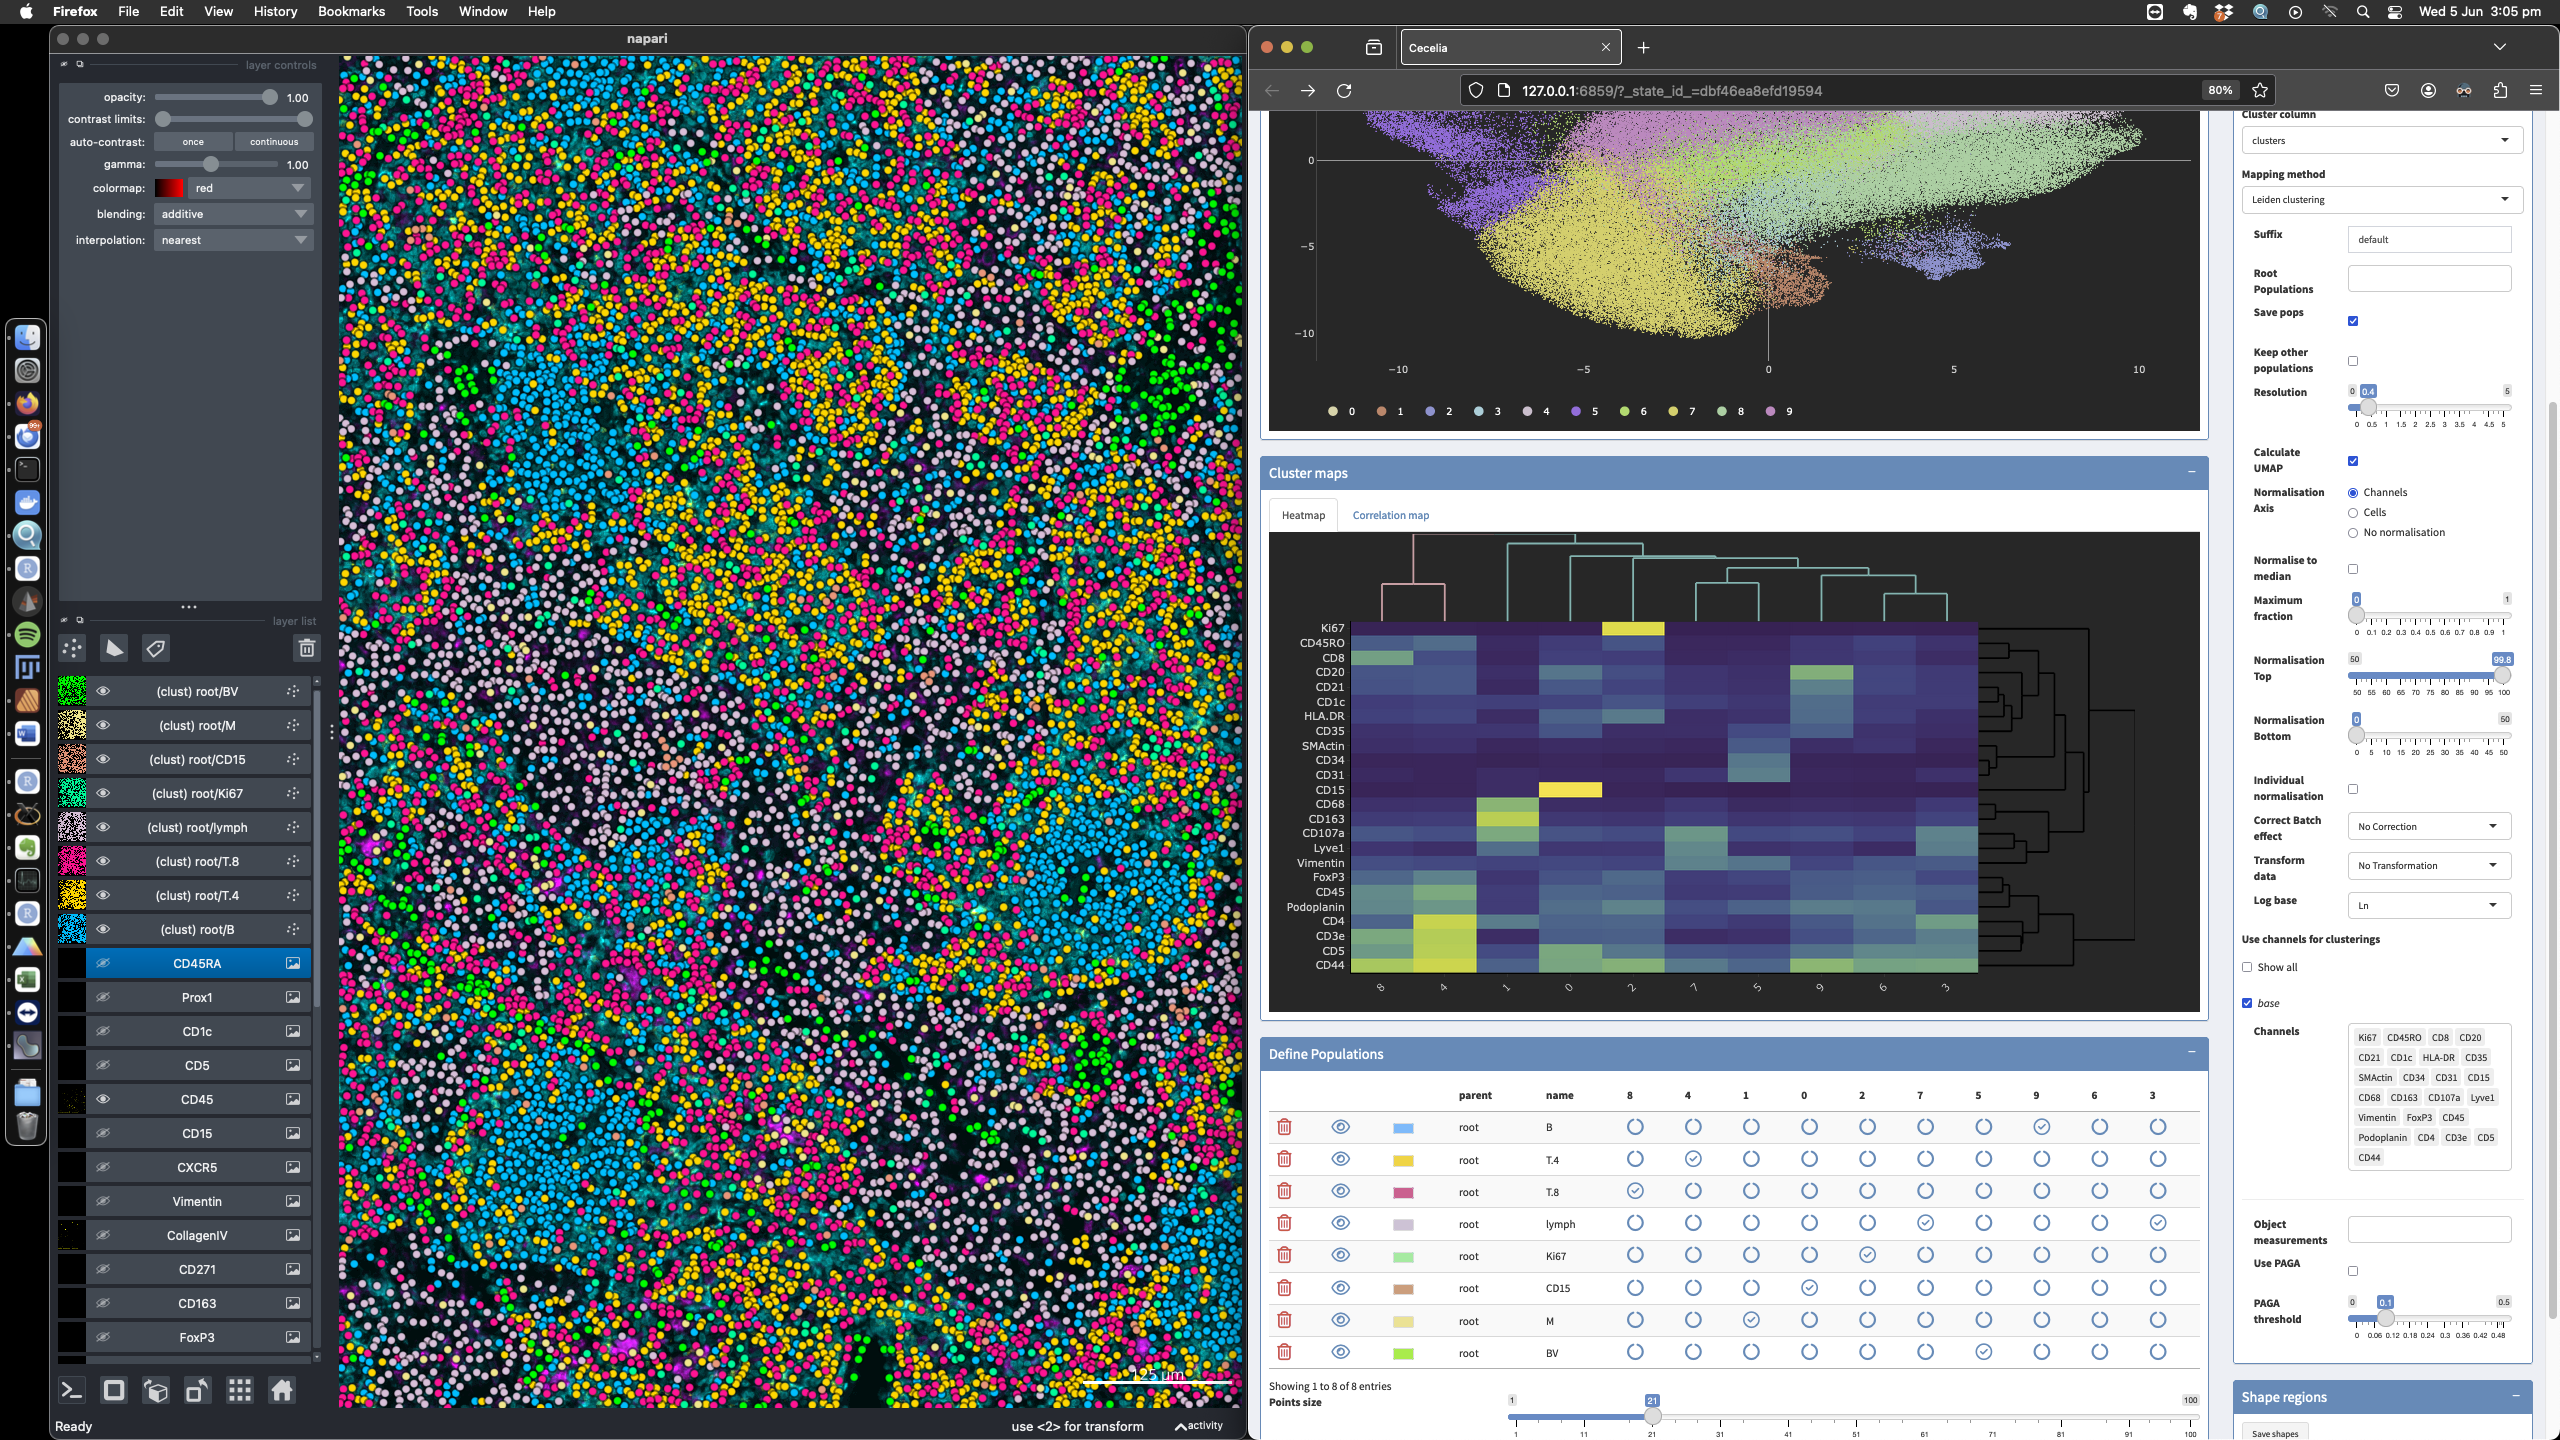 Firefox File Edit View History Bookmarks Tools Window Help
Wed 5 Jun 3:05 pm
napari
layer controls
opacity: 1.00
contrast limits:
auto-contrast: once continuous
gamma: 1.00
colormap: red
blending: additive
interpolation: nearest
layer list
(clust) root/BV
(clust) root/M
(clust) root/CD15
(clust) root/Ki67
(clust) root/lymph
(clust) root/T.8
(clust) root/T.4
(clust) root/B
CD45RA
Prox1
CD1c
CD5
CD45
CD15
CXCR5
Vimentin
CollagenIV
CD271
CD163
FoxP3
125 µm
Ready
use <2> for transform
activity
Cecelia
127.0.0.1:6859/?_state_id_=dbf46ea8efd19594
80%
0
−5
−10
−10 −5 0 5 10
0 1 2 3 4 5 6 7 8 9
Cluster maps
Heatmap Correlation map
Ki67
CD45RO
CD8
CD20
CD21
CD1c
HLA.DR
CD35
SMActin
CD34
CD31
CD15
CD68
CD163
CD107a
Lyve1
Vimentin
FoxP3
CD45
Podoplanin
CD4
CD3e
CD5
CD44
8 4 1 0 2 7 5 9 6 3
Define Populations
parent name 8 4 1 0 2 7 5 9 6 3
root B
root T.4
root T.8
root lymph
root Ki67
root CD15
root M
root BV
Showing 1 to 8 of 8 entries
Points size
1 21 100
1 11 21 31 41 51 61 71 81 91 100
Cluster column
clusters
Mapping method
Leiden clustering
Suffix
default
Root Populations
Save pops
Keep other populations
Resolution
0 0.4 5
0 0.5 1 1.5 2 2.5 3 3.5 4 4.5 5
Calculate UMAP
Normalisation Axis
Channels
Cells
No normalisation
Normalise to median
Maximum fraction
0 1
0 0.1 0.2 0.3 0.4 0.5 0.6 0.7 0.8 0.9 1
Normalisation Top
50 99.8
50 55 60 65 70 75 80 85 90 95 100
Normalisation Bottom
0 50
0 5 10 15 20 25 30 35 40 45 50
Individual normalisation
Correct Batch effect
No Correction
Transform data
No Transformation
Log base
Ln
Use channels for clusterings
Show all
base
Channels
Ki67 CD45RO CD8 CD20
CD21 CD1c HLA-DR CD35
SMActin CD34 CD31 CD15
CD68 CD163 CD107a Lyve1
Vimentin FoxP3 CD45
Podoplanin CD4 CD3e CD5
CD44
Object measurements
Use PAGA
PAGA threshold
0 0.1 0.5
0 0.06 0.12 0.18 0.24 0.3 0.36 0.42 0.48
Shape regions
Save shapes